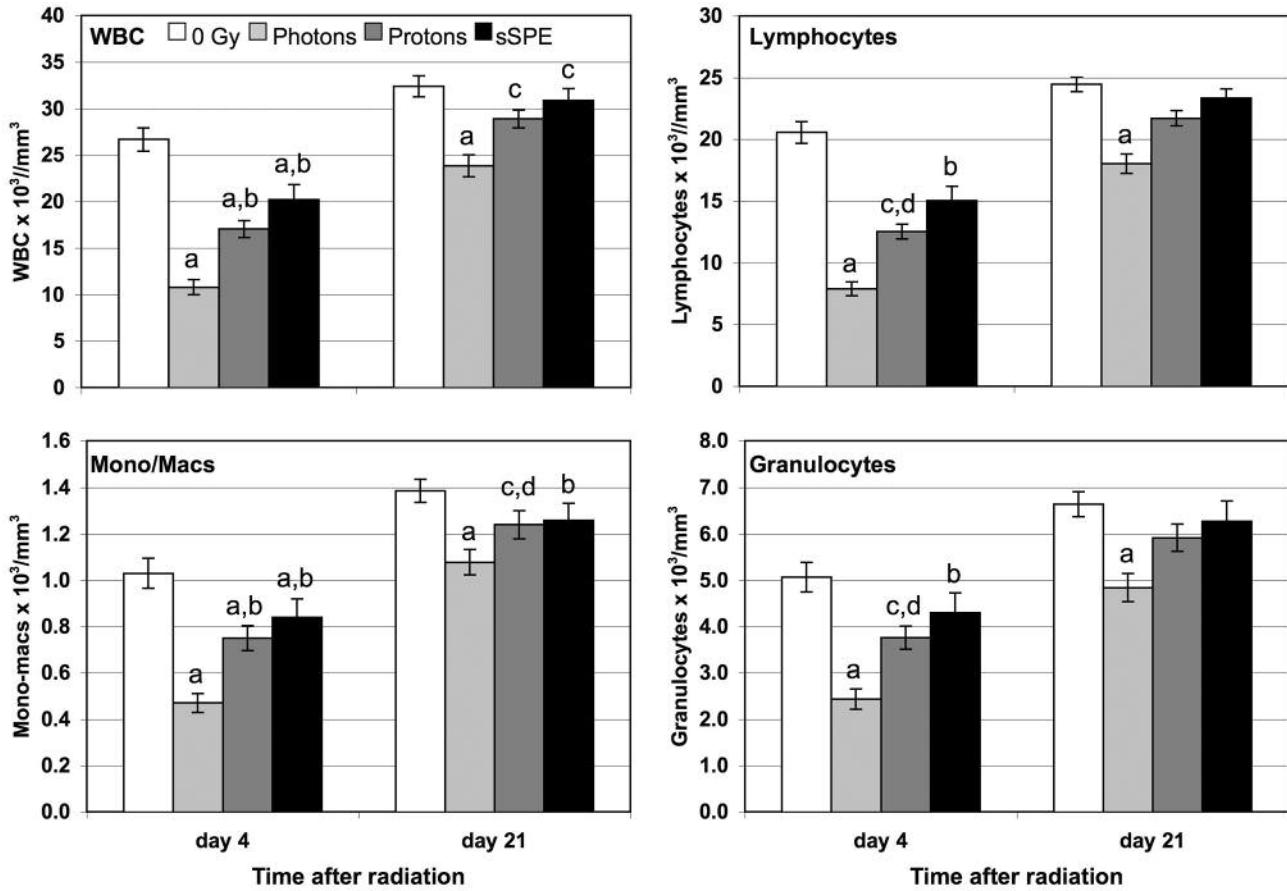 WBC 0 Gy Photons Protons sSPE
WBC x 10³//mm³
40
35
30
25
20
15
10
5
0
a
a,b
a,b
a
c
c
Lymphocytes
Lymphocytes x 10³//mm³
30
25
20
15
10
5
0
a
c,d
b
a
Mono/Macs
Mono-macs x 10³/mm³
1.6
1.4
1.2
1.0
0.8
0.6
0.4
0.2
0.0
a
a,b
a,b
a
c,d
b
day 4 day 21
Time after radiation
Granulocytes
Granulocytes x 10³/mm³
8.0
7.0
6.0
5.0
4.0
3.0
2.0
1.0
0.0
a
c,d
b
a
day 4 day 21
Time after radiation